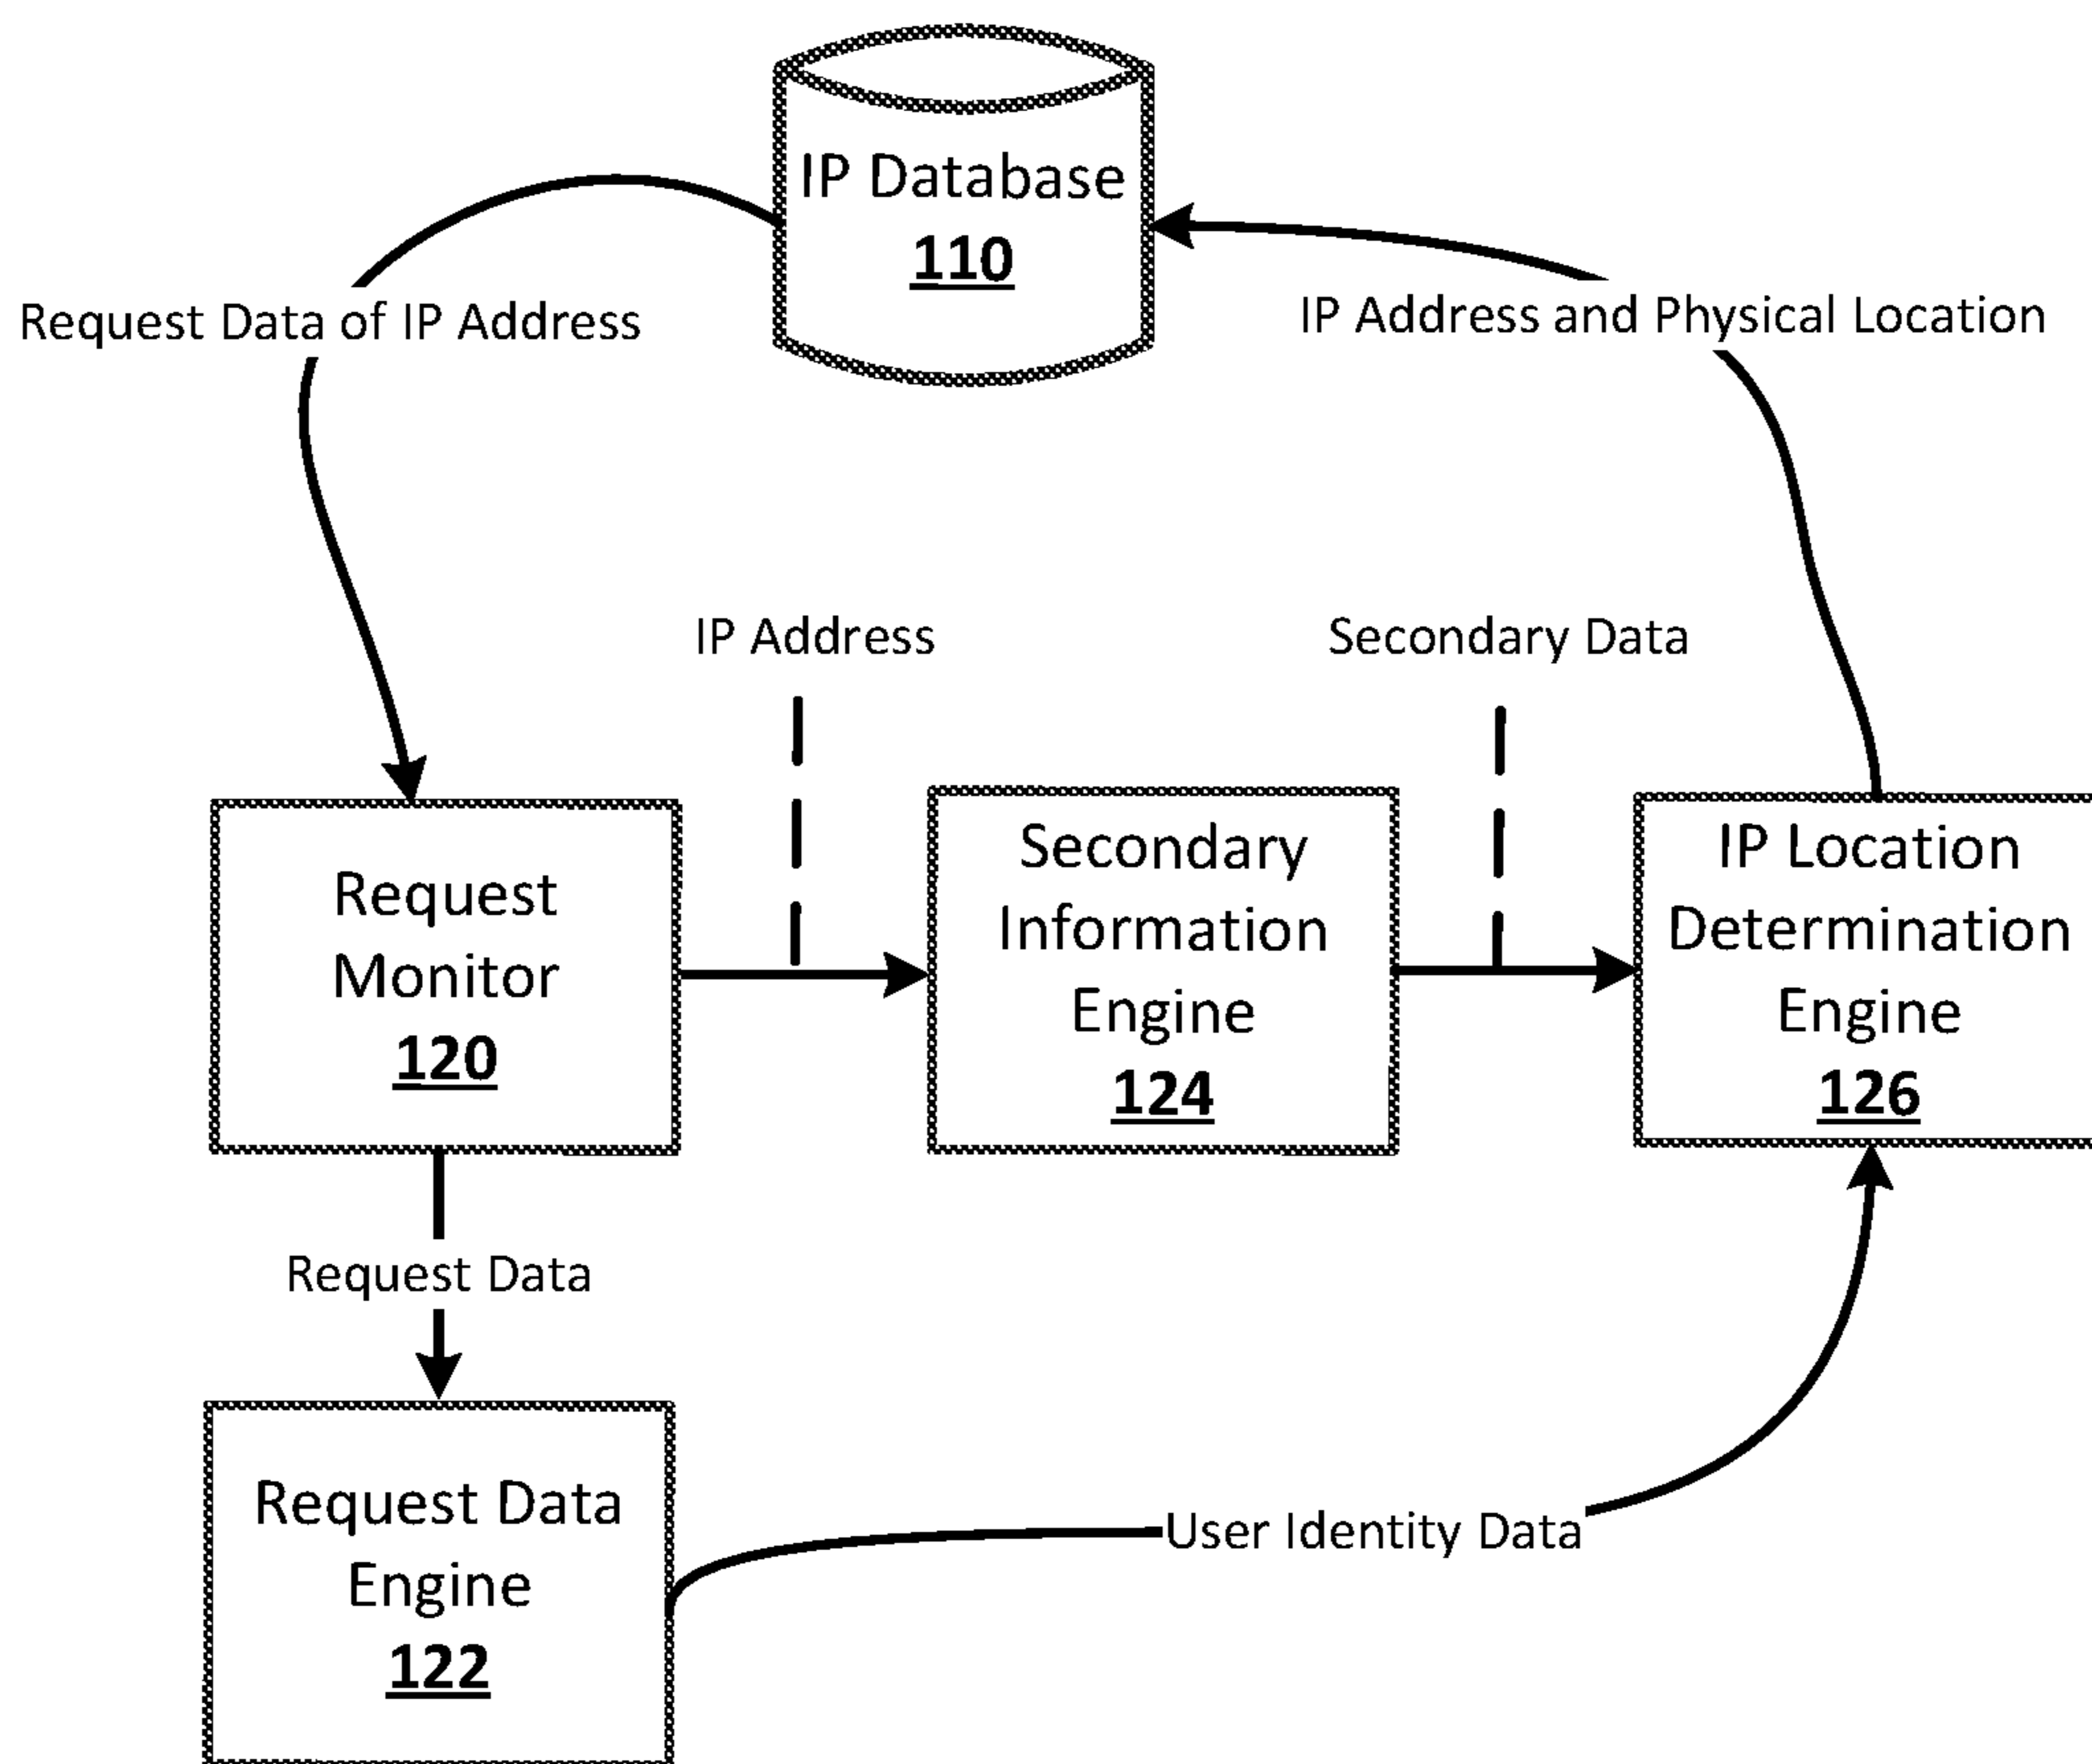 IP Database
110
Request Data of IP Address
IP Address and Physical Location
IP Address
Secondary Data
Request
Monitor
120
Secondary
Information
Engine
124
IP Location
Determination
Engine
126
Request Data
Request Data
Engine
122
User Identity Data